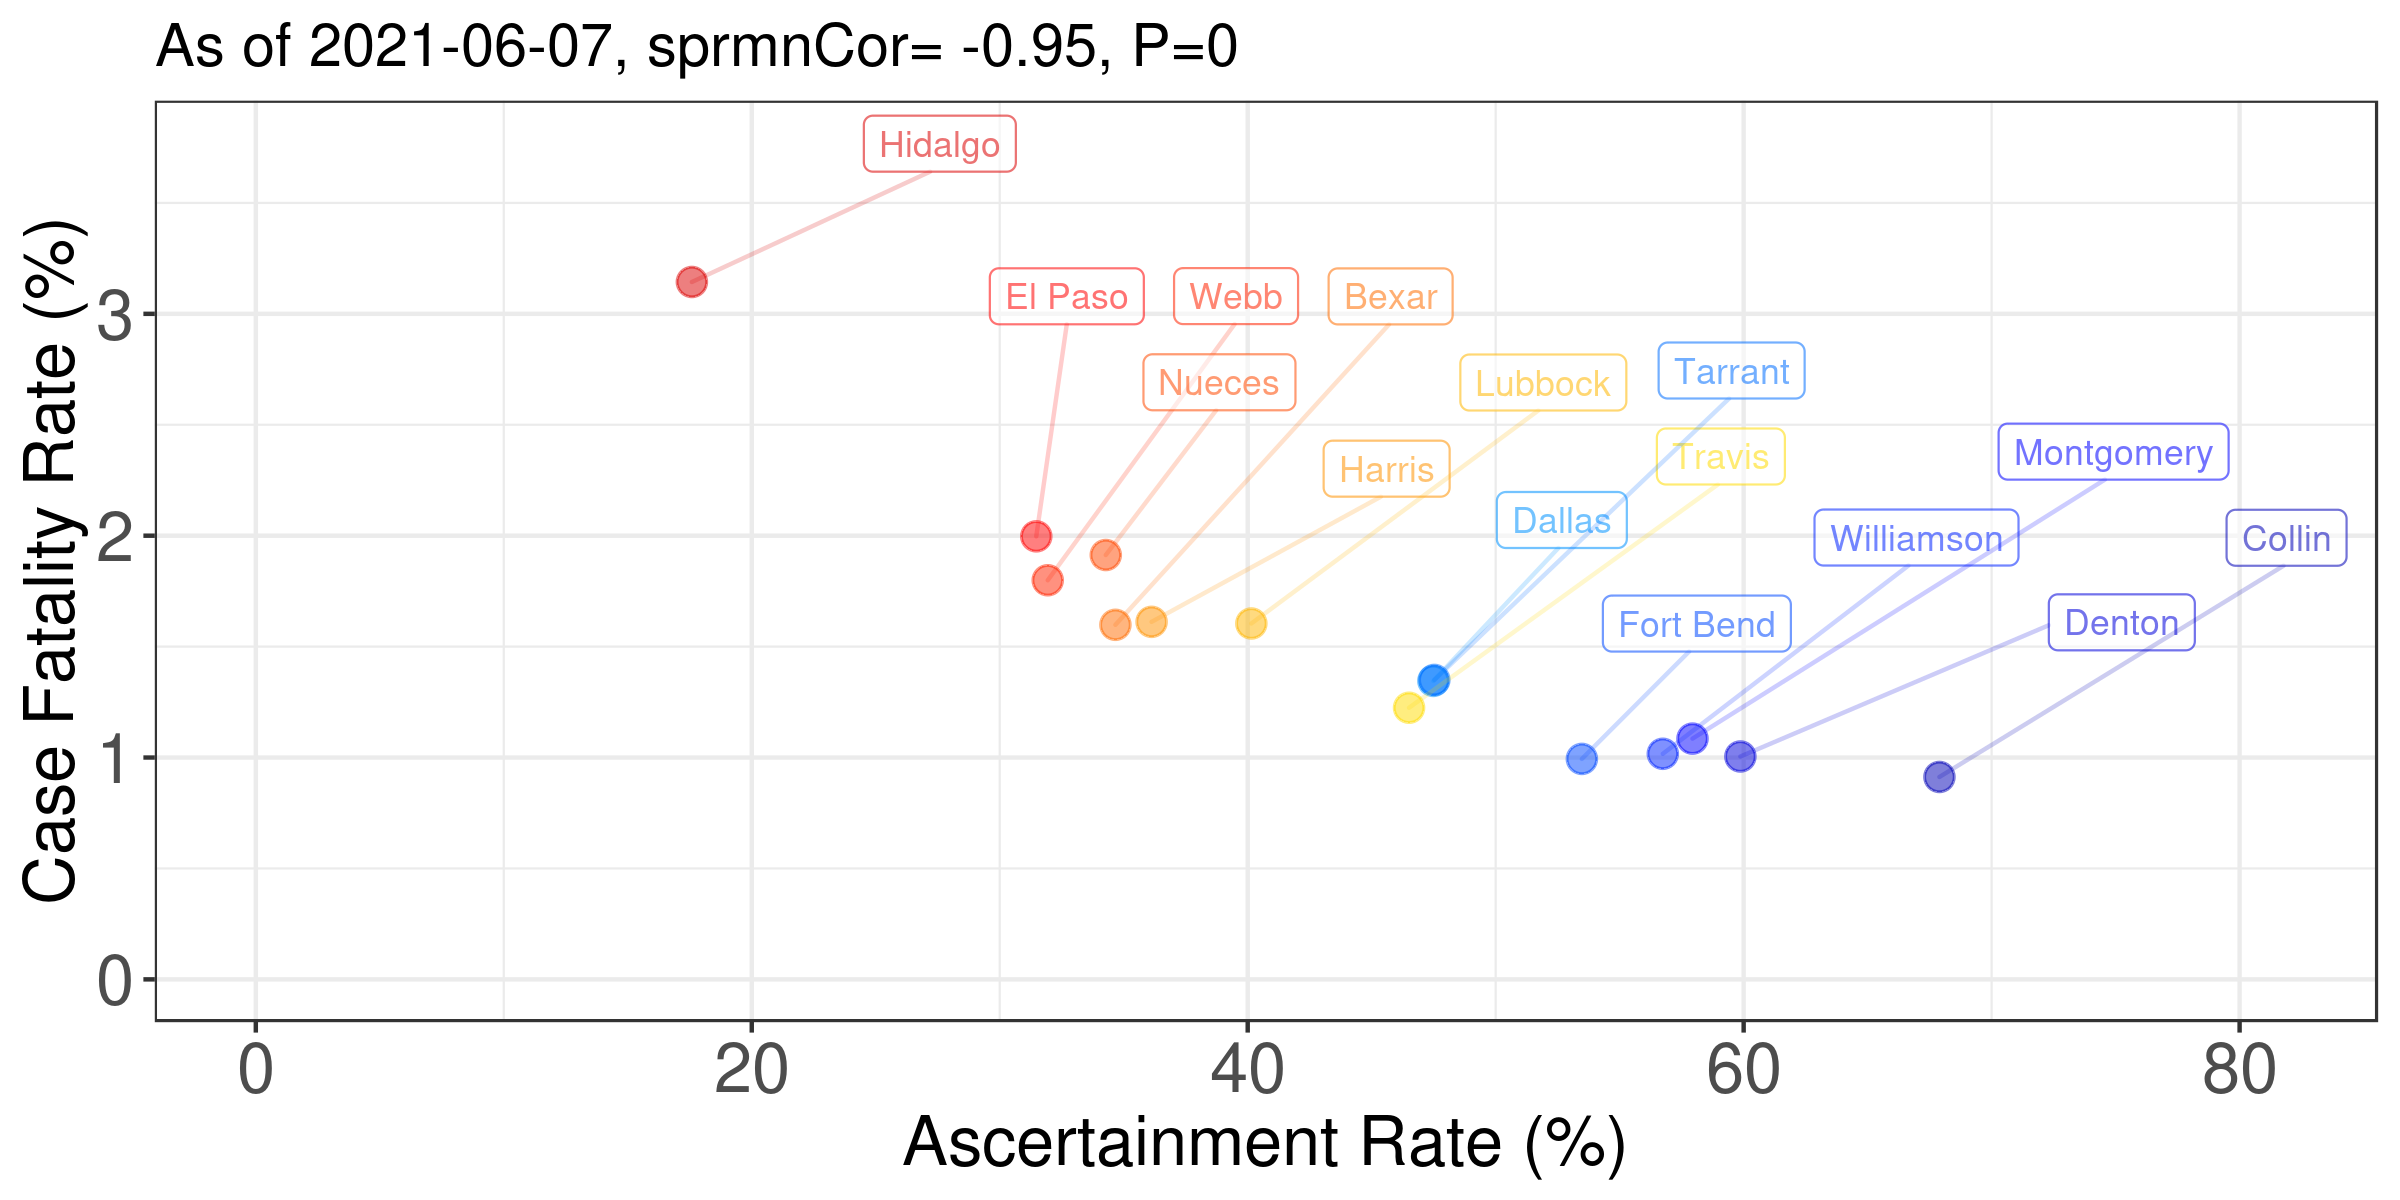 As of 2021-06-07, sprmnCor= -0.95, P=0
Case Fatality Rate (%)
3
2
1
0
Hidalgo
El Paso
Webb
Bexar
Nueces
Lubbock
Tarrant
Harris
Travis
Montgomery
Dallas
Williamson
Collin
Fort Bend
Denton
0 20 40 60 80
Ascertainment Rate (%)